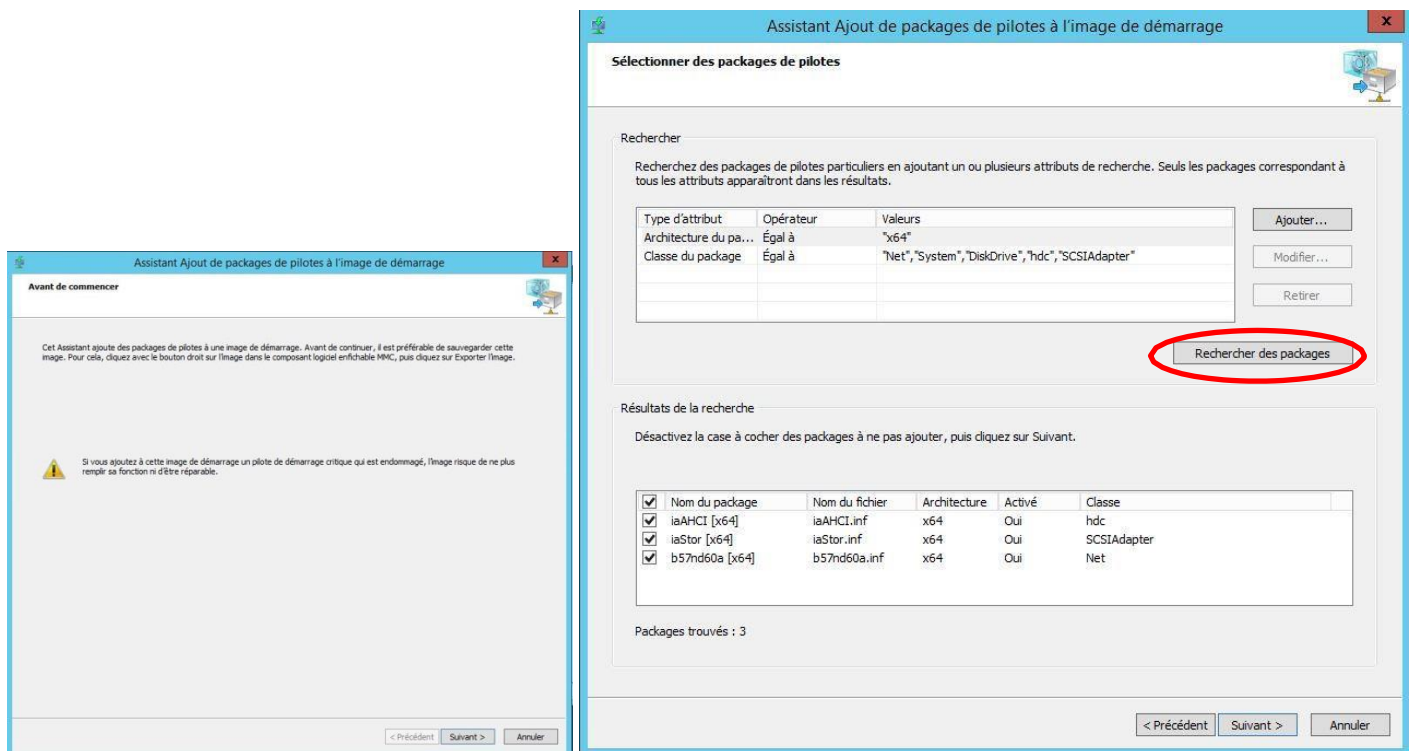 Assistant Ajout de packages de pilotes à l'image de démarrage
Avant de commencer
Cet Assistant ajoute des packages de pilotes à une image de démarrage. Avant de continuer, il est préférable de sauvegarder cette
image. Pour cela, cliquez avec le bouton droit sur l'image dans le composant logiciel enfichable MMC, puis cliquez sur Exporter l'image.
Si vous ajoutez à cette image de démarrage un pilote de démarrage critique qui est endommagé, l'image risque de ne plus
remplir sa fonction ni d'être réparable.
< Précédent Suivant > Annuler
Assistant Ajout de packages de pilotes à l'image de démarrage
x
Sélectionner des packages de pilotes
Rechercher
Recherchez des packages de pilotes particuliers en ajoutant un ou plusieurs attributs de recherche. Seuls les packages correspondant à
tous les attributs apparaîtront dans les résultats.
Type d'attribut Opérateur Valeurs
Architecture du pa... Égal à "x64"
Classe du package Égal à "Net","System","DiskDrive","hdc","SCSIAdapter"
Ajouter...
Modifier...
Retirer
Rechercher des packages
Résultats de la recherche
Désactivez la case à cocher des packages à ne pas ajouter, puis cliquez sur Suivant.
Nom du package Nom du fichier Architecture Activé Classe
iaAHCI [x64] iaAHCI.inf x64 Oui hdc
iaStor [x64] iaStor.inf x64 Oui SCSIAdapter
b57nd60a [x64] b57nd60a.inf x64 Oui Net
Packages trouvés : 3
< Précédent Suivant > Annuler